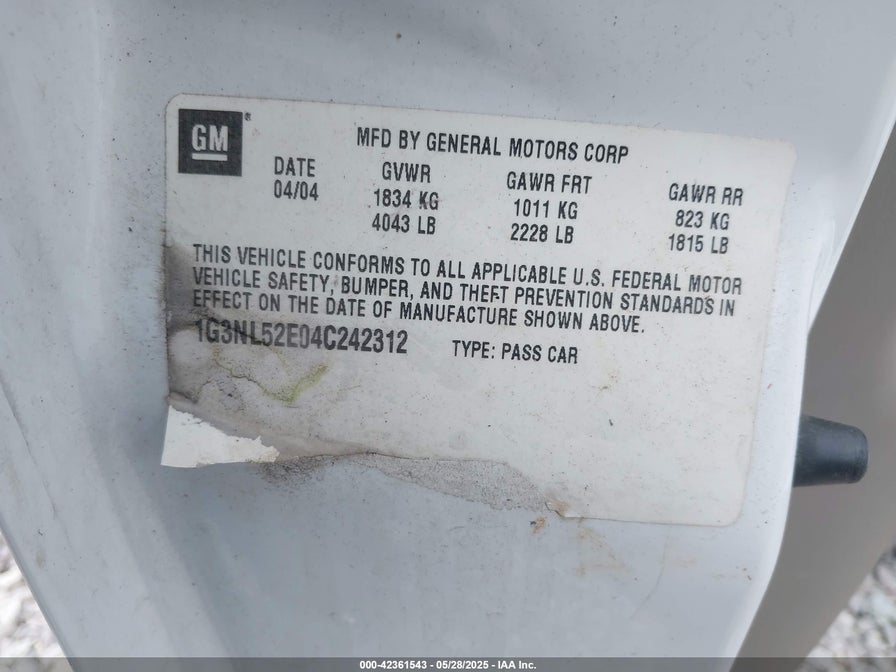 GM®
MFD BY GENERAL MOTORS CORP
DATE GVWR GAWR FRT GAWR RR
04/04 1834 KG 1011 KG 823 KG
4043 LB 2228 LB 1815 LB
THIS VEHICLE CONFORMS TO ALL APPLICABLE U.S. FEDERAL MOTOR
VEHICLE SAFETY, BUMPER, AND THEFT PREVENTION STANDARDS IN
EFFECT ON THE DATE OF MANUFACTURE SHOWN ABOVE.
1G3NL52E04C242312 TYPE: PASS CAR
000-42361543 - 05/28/2025 - IAA Inc.